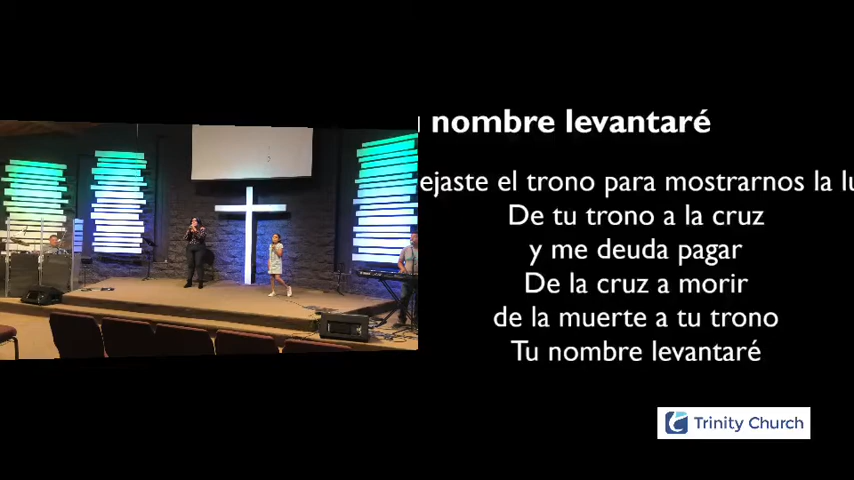 nombre levantaré
ejaste el trono para mostrarnos la lu
De tu trono a la cruz
y me deuda pagar
De la cruz a morir
de la muerte a tu trono
Tu nombre levantaré
Trinity Church